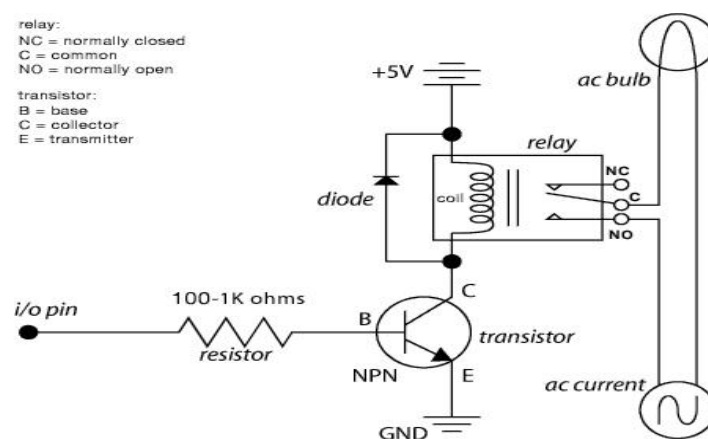 relay:
NC = normally closed
C = common
NO = normally open
transistor:
B = base
C = collector
E = transmitter
+5V
ac bulb
relay
NC
C
NO
coil
diode
i/o pin
100-1K ohms
resistor
B
C
E
NPN
transistor
GND
ac current